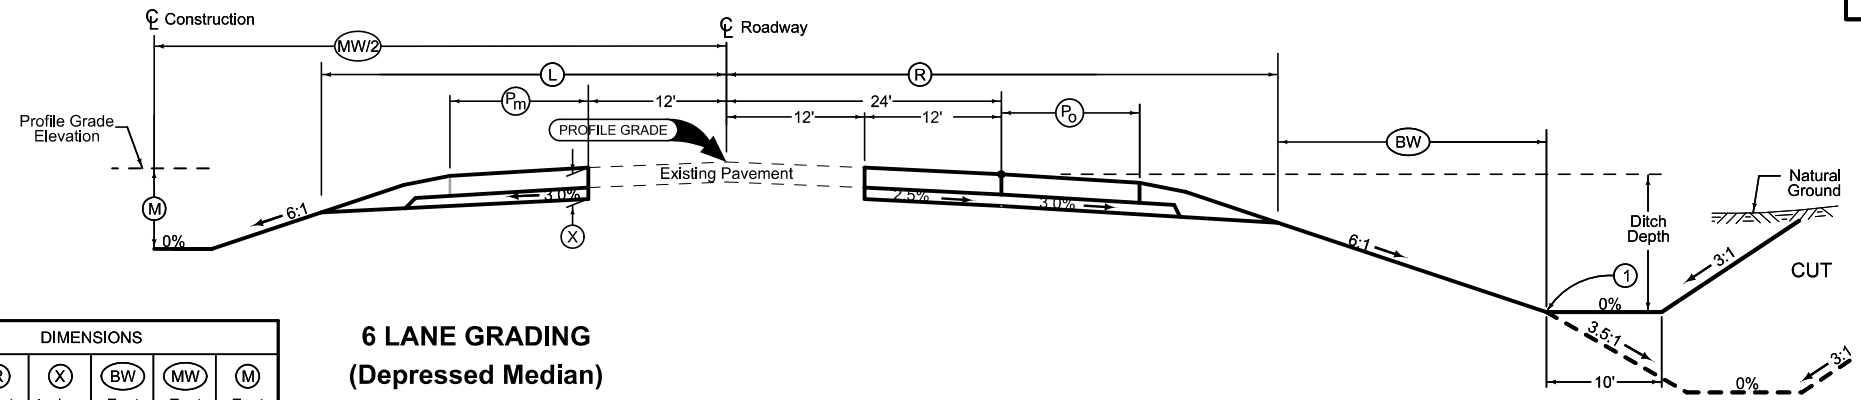 ℄ Construction
℄ Roadway
MW/2
L
R
Pm
12'
24'
Po
12'
12'
Profile Grade
Elevation
PROFILE GRADE
BW
Existing Pavement
Natural
Ground
M
6:1
3.0%
2.5%
3.0%
Ditch
Depth
0%
X
6:1
3:1
CUT
1
0%
3.5:1
3:1
10'
0%
6 LANE GRADING
(Depressed Median)
DIMENSIONS
X
BW
MW
M